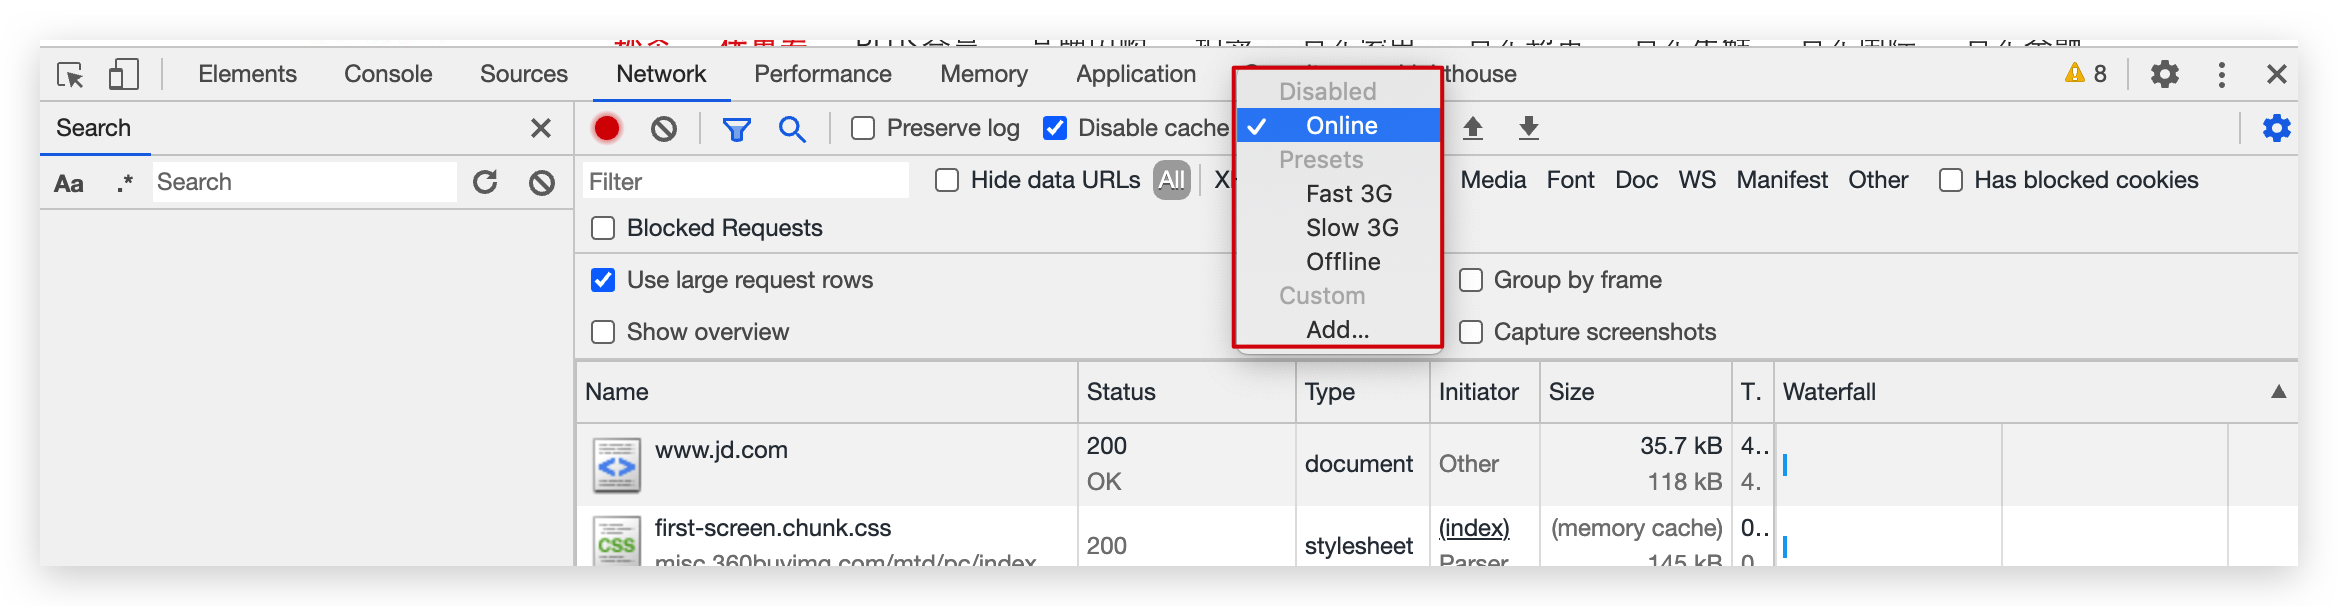 Elements Console Sources Network Performance Memory Application thouse 8
Search
Preserve log Disable cache
Disabled
Online
Presets
Fast 3G
Slow 3G
Offline
Custom
Add...
Aa .* Search
Filter Hide data URLs All Media Font Doc WS Manifest Other Has blocked cookies
Blocked Requests
Use large request rows Group by frame
Show overview Capture screenshots
Name Status Type Initiator Size T. Waterfall
www.jd.com 200 OK document Other 35.7 kB 118 kB 4.. 4.
first-screen.chunk.css 200 stylesheet (index) (memory cache) 0..
misc.360buyimg.com/mtd/pc/index Parser 145 kB 0